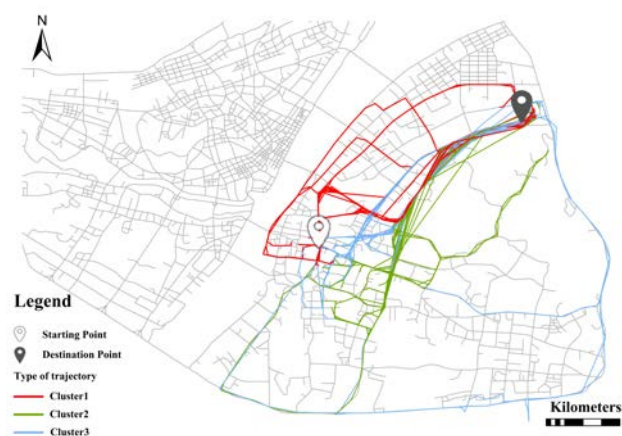 N
Legend
Starting Point
Destination Point
Type of trajectory
Cluster1
Cluster2
Cluster3
Kilometers